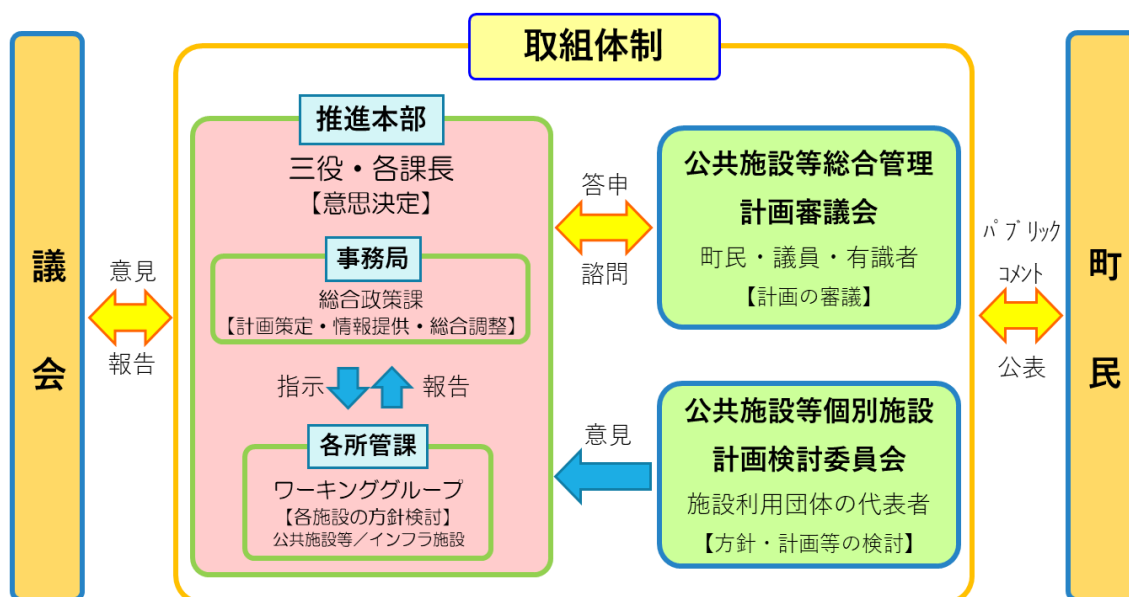 取組体制
議会
意見
報告
推進本部
三役・各課長
【意思決定】
事務局
総合政策課
【計画策定・情報提供・総合調整】
指示
報告
各所管課
ワーキンググループ
【各施設の方針検討】
公共施設等／インフラ施設
答申
諮問
意見
公共施設等総合管理
計画審議会
町民・議員・有識者
【計画の審議】
公共施設等個別施設
計画検討委員会
施設利用団体の代表者
【方針・計画等の検討】
ﾊﾟﾌﾞﾘｯｸ
ｺﾒﾝﾄ
公表
町民